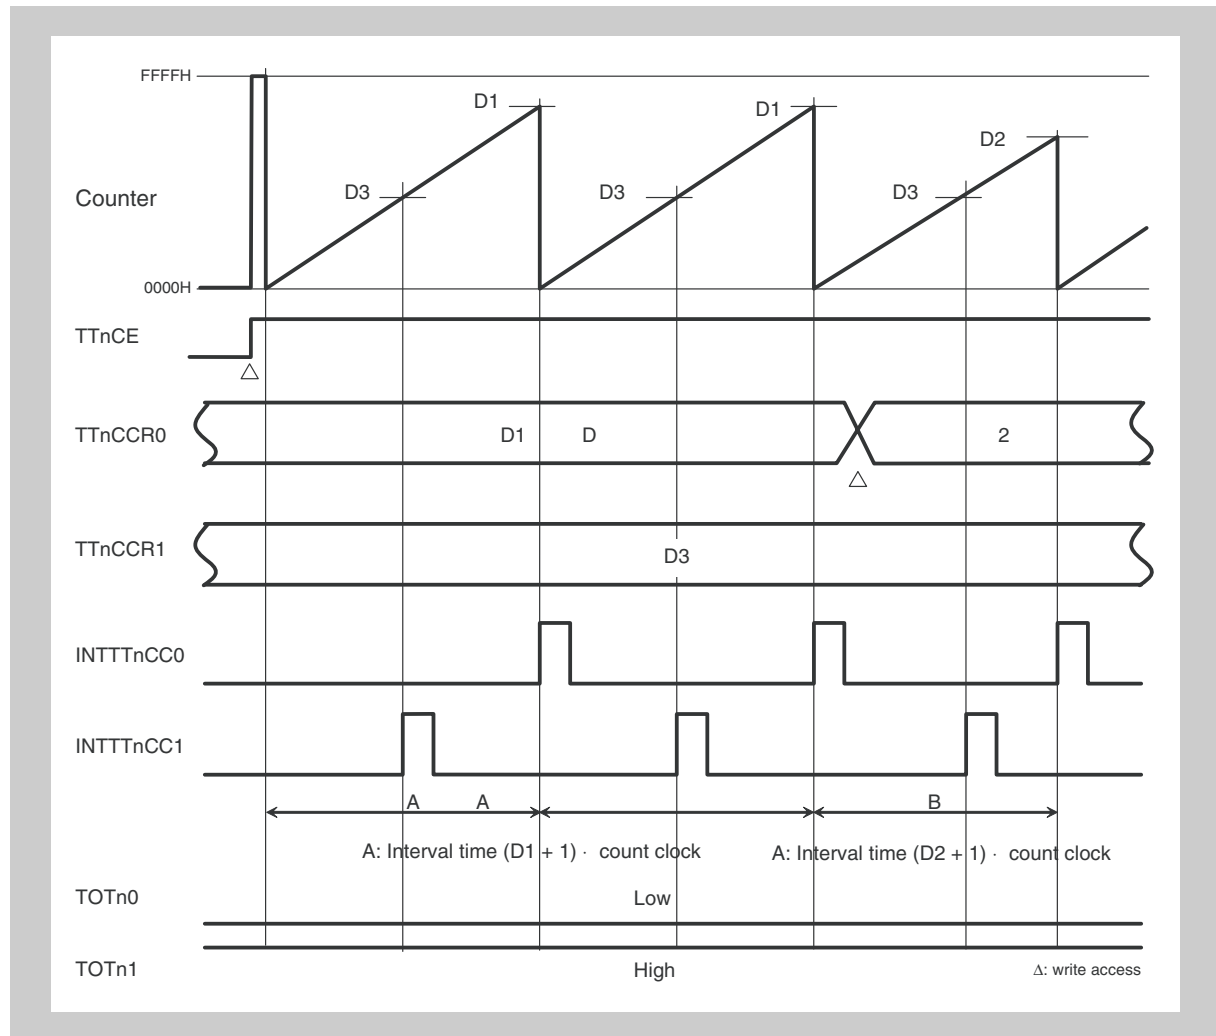 FFFFH
D1 D1
D2
D3 D3 D3
Counter
0000H
TTnCE
Δ
TTnCCR0 D1 D 2
Δ
TTnCCR1 D3
INTTTnCC0
INTTTnCC1
A A B
A: Interval time (D1 + 1) · count clock A: Interval time (D2 + 1) · count clock
TOTn0 Low
TOTn1 High Δ: write access